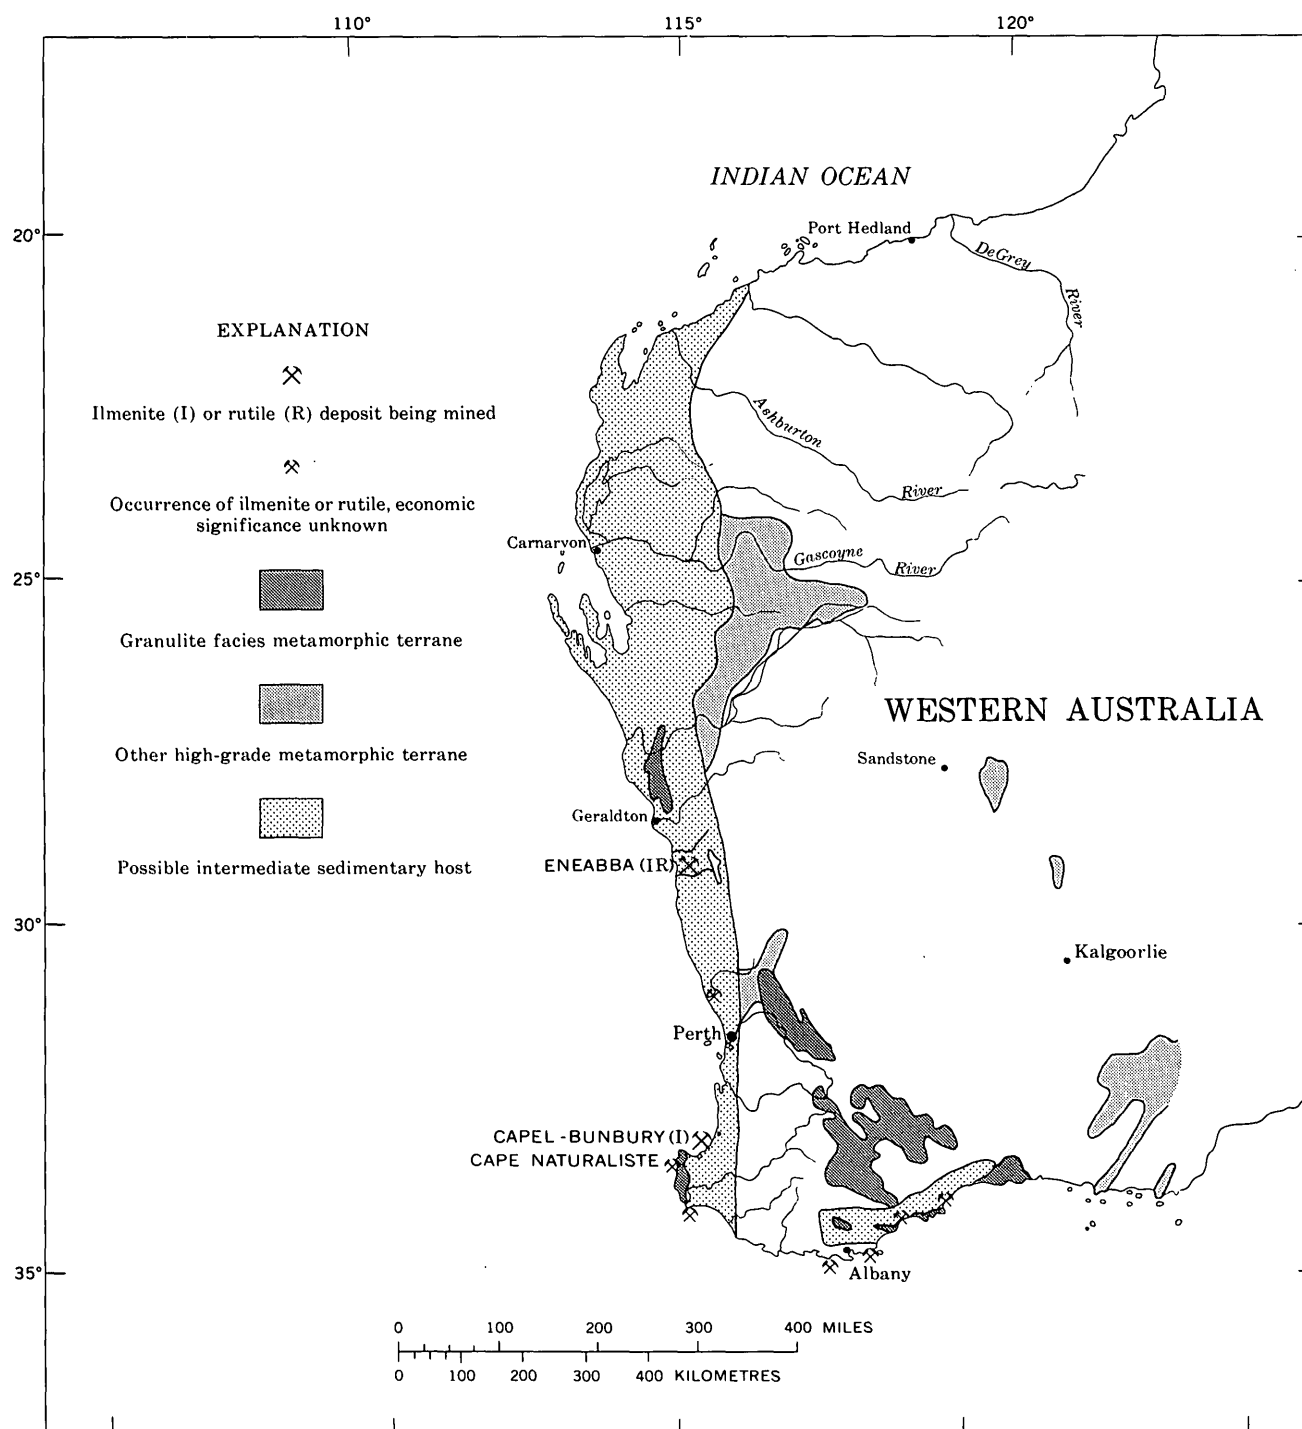 110°
115°
120°
INDIAN OCEAN
Port Hedland
20°
DeGrey
River
EXPLANATION
Ilmenite (I) or rutile (R) deposit being mined
Ashburton
River
Occurrence of ilmenite or rutile, economic
significance unknown
Carnarvon
Gascoyne
River
25°
Granulite facies metamorphic terrane
WESTERN AUSTRALIA
Other high-grade metamorphic terrane
Sandstone
Geraldton
Possible intermediate sedimentary host
ENEABBA (IR)
30°
Kalgoorlie
Perth
CAPEL-BUNBURY (I)
CAPE NATURALISTE
35°
Albany
0 100 200 300 400 MILES
0 100 200 300 400 KILOMETRES